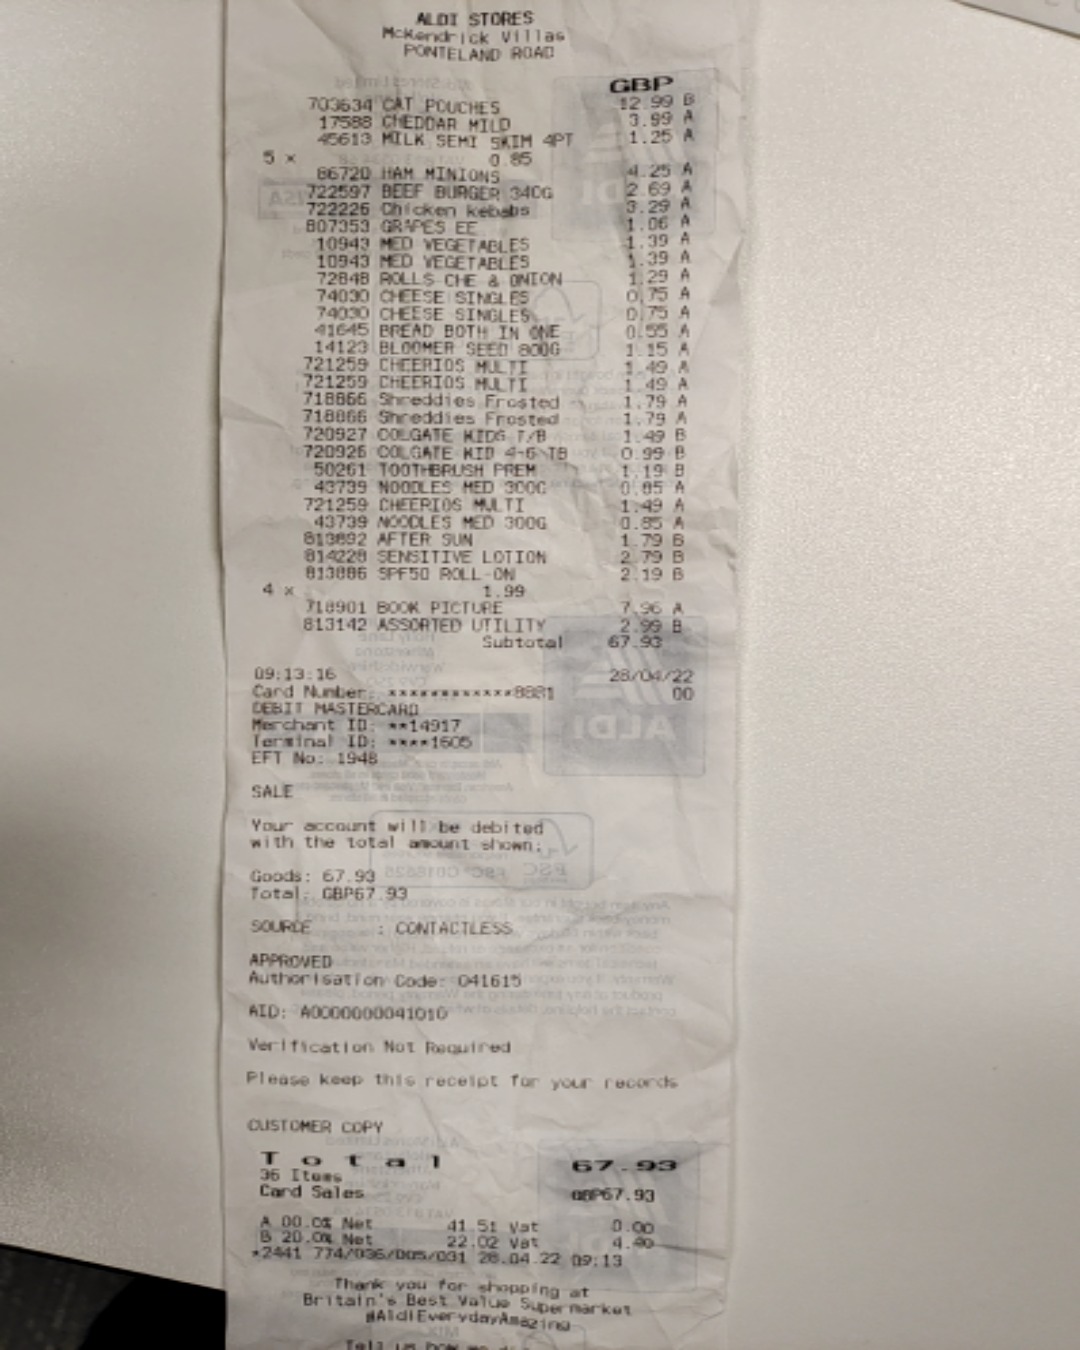 ALDI STORES
McKendrick Villas
PONTELAND ROAD
GBP
703634 CAT POUCHES 12.99 B
17588 CHEDDAR MILD 3.99 A
45613 MILK SEMI SKIM 4PT 1.25 A
5 x 0.85
86720 HAM MINIONS 4.25 A
722597 BEEF BURGER 340G 2.69 A
722226 Chicken kebabs 3.29 A
807353 GRAPES EE 1.06 A
10943 MED VEGETABLES 1.39 A
10943 MED VEGETABLES 1.39 A
72848 ROLLS CHE & ONION 1.29 A
74030 CHEESE SINGLES 0.75 A
74030 CHEESE SINGLES 0.75 A
41645 BREAD BOTH IN ONE 0.55 A
14123 BLOOMER SEED 800G 1.15 A
721259 CHEERIOS MULTI 1.49 A
721259 CHEERIOS MULTI 1.49 A
718866 Shreddies Frosted 1.79 A
718866 Shreddies Frosted 1.79 A
720927 COLGATE KIDS T/B 1.49 B
720926 COLGATE KID 4-6 TB 0.99 B
50261 TOOTHBRUSH PREM 1.19 B
43739 NOODLES MED 300G 0.85 A
721259 CHEERIOS MULTI 1.49 A
43739 NOODLES MED 300G 0.85 A
813892 AFTER SUN 1.79 B
814228 SENSITIVE LOTION 2.79 B
813886 SPF50 ROLL-ON 2.19 B
4 x 1.99
718901 BOOK PICTURE 7.96 A
813142 ASSORTED UTILITY 2.99 B
Subtotal 67.93
09:13:16 28/04/22
Card Number: ************8881 00
DEBIT MASTERCARD
Merchant ID: **14917
Terminal ID: ****1605
EFT No: 1948
SALE
Your account will be debited
with the total amount shown:
Goods: 67.93
Total: GBP67.93
SOURCE : CONTACTLESS
APPROVED
Authorisation Code: 041615
AID: A0000000041010
Verification Not Required
Please keep this receipt for your records
CUSTOMER COPY
Total 67.93
36 Items
Card Sales GBP67.93
A 00.0% Net 41.51 Vat 0.00
B 20.0% Net 22.02 Vat 4.40
*2441 774/036/005/031 28.04.22 09:13
Thank you for shopping at
Britain's Best Value Supermarket
#AldiEverydayAmazing
Tell us how we